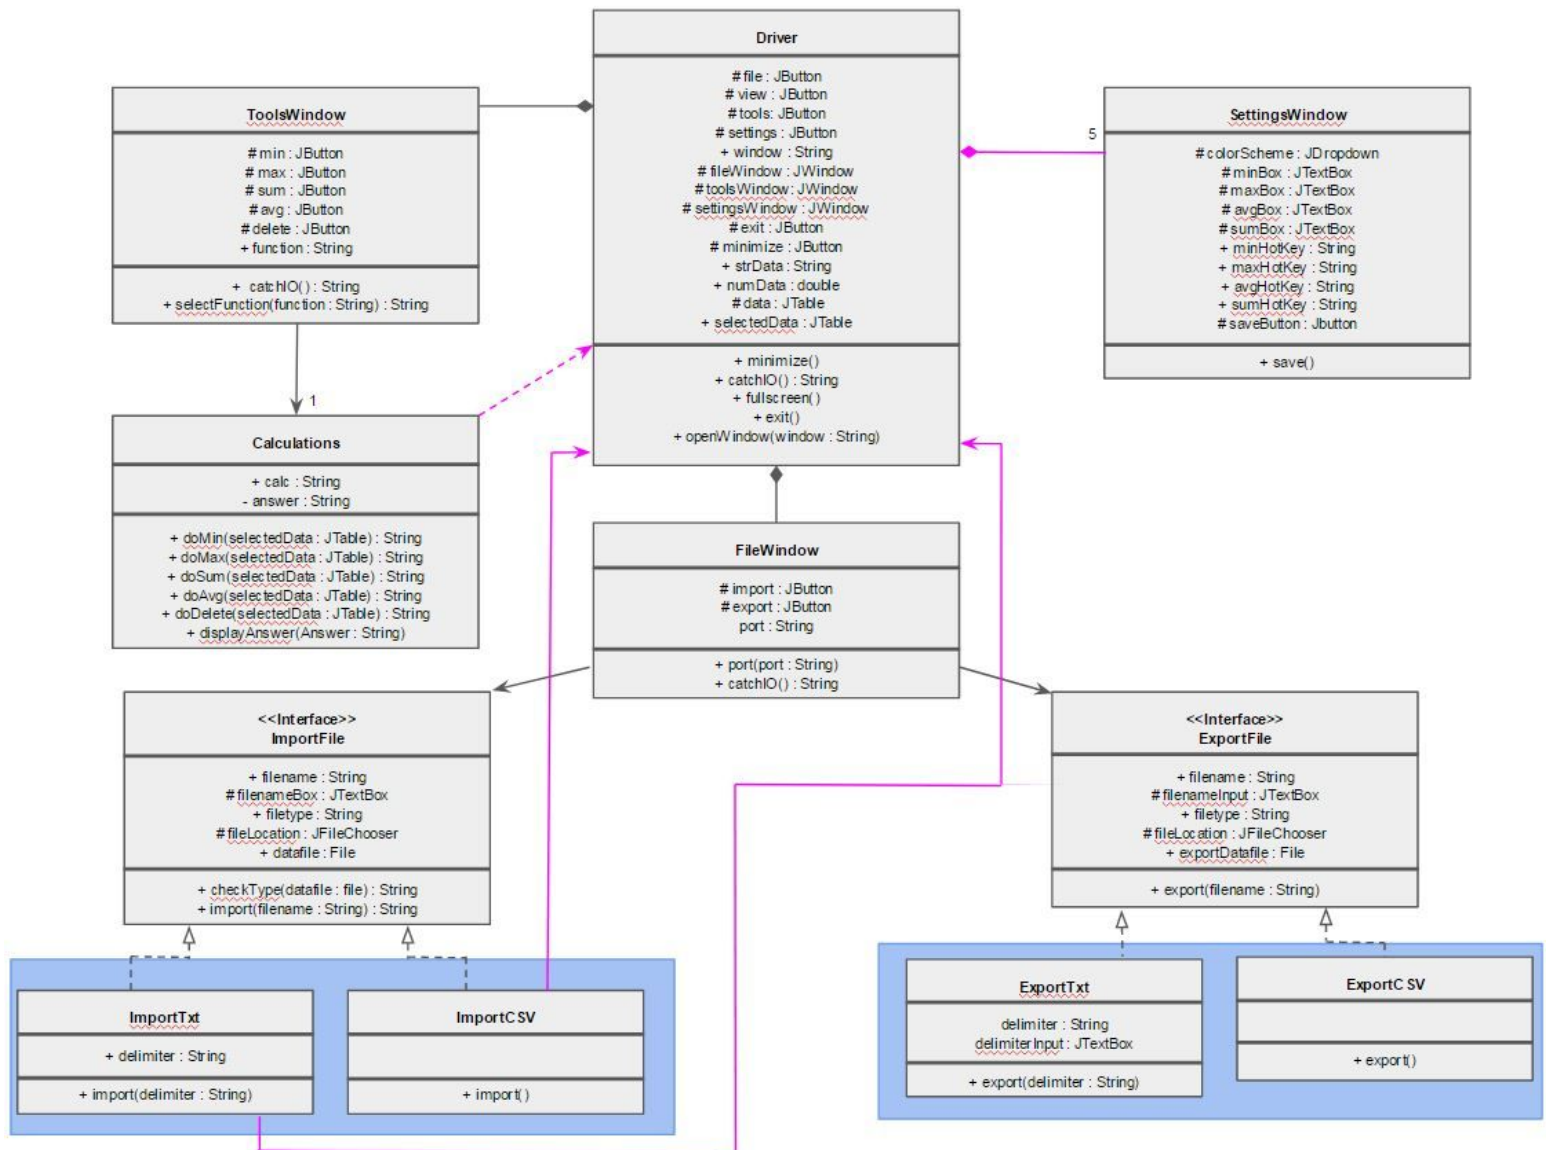 Driver
# file : JButton
# view : JButton
# tools: JButton
# settings : JButton
+ window : String
# fileWindow : JWindow
# toolsWindow: JWindow
# settingsWindow : JWindow
# exit : JButton
# minimize : JButton
+ strData : String
+ numData : double
# data : JTable
+ selectedData : JTable
+ minimize()
+ catchIO() : String
+ fullscreen()
+ exit()
+ openWindow(window : String)
ToolsWindow
# min : JButton
# max : JButton
# sum : JButton
# avg : JButton
# delete : JButton
+ function : String
+ catchIO() : String
+ selectFunction(function : String) : String
5
SettingsWindow
# colorScheme : JDropdown
# minBox : JTextBox
# maxBox : JTextBox
# avgBox : JTextBox
# sumBox : JTextBox
+ minHotKey : String
+ maxHotKey : String
+ avgHotKey : String
+ sumHotKey : String
# saveButton : Jbutton
+ save()
1
Calculations
+ calc : String
- answer : String
+ doMin(selectedData : JTable) : String
+ doMax(selectedData : JTable) : String
+ doSum(selectedData : JTable) : String
+ doAvg(selectedData : JTable) : String
+ doDelete(selectedData : JTable) : String
+ displayAnswer(Answer : String)
FileWindow
# import : JButton
# export : JButton
port : String
+ port(port : String)
+ catchIO() : String
<<Interface>>
ImportFile
+ filename : String
# filenameBox : JTextBox
+ filetype : String
# fileLocation : JFileChooser
+ datafile : File
+ checkType(datafile : file) : String
+ import(filename : String) : String
<<Interface>>
ExportFile
+ filename : String
# filenameInput : JTextBox
+ filetype : String
# fileLocation : JFileChooser
+ exportDatafile : File
+ export(filename : String)
ImportTxt
+ delimiter : String
+ import(delimiter : String)
ImportCSV
+ import()
ExportTxt
delimiter : String
delimiterInput : JTextBox
+ export(delimiter : String)
ExportCSV
+ export()